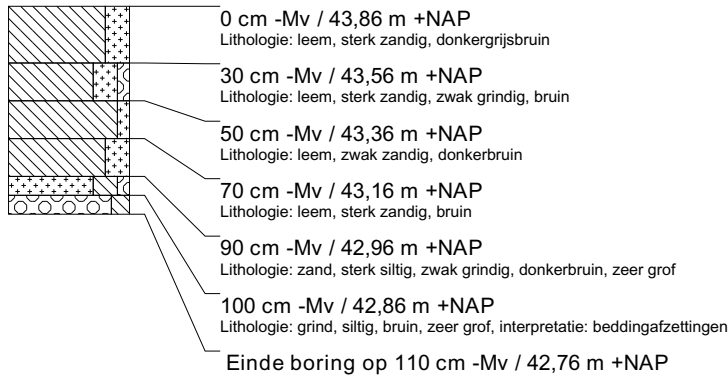 0 cm -Mv / 43,86 m +NAP
Lithologie: leem, sterk zandig, donkergrijsbruin
30 cm -Mv / 43,56 m +NAP
Lithologie: leem, sterk zandig, zwak grindig, bruin
50 cm -Mv / 43,36 m +NAP
Lithologie: leem, zwak zandig, donkerbruin
70 cm -Mv / 43,16 m +NAP
Lithologie: leem, sterk zandig, bruin
90 cm -Mv / 42,96 m +NAP
Lithologie: zand, sterk siltig, zwak grindig, donkerbruin, zeer grof
100 cm -Mv / 42,86 m +NAP
Lithologie: grind, siltig, bruin, zeer grof, interpretatie: beddingafzettingen
Einde boring op 110 cm -Mv / 42,76 m +NAP